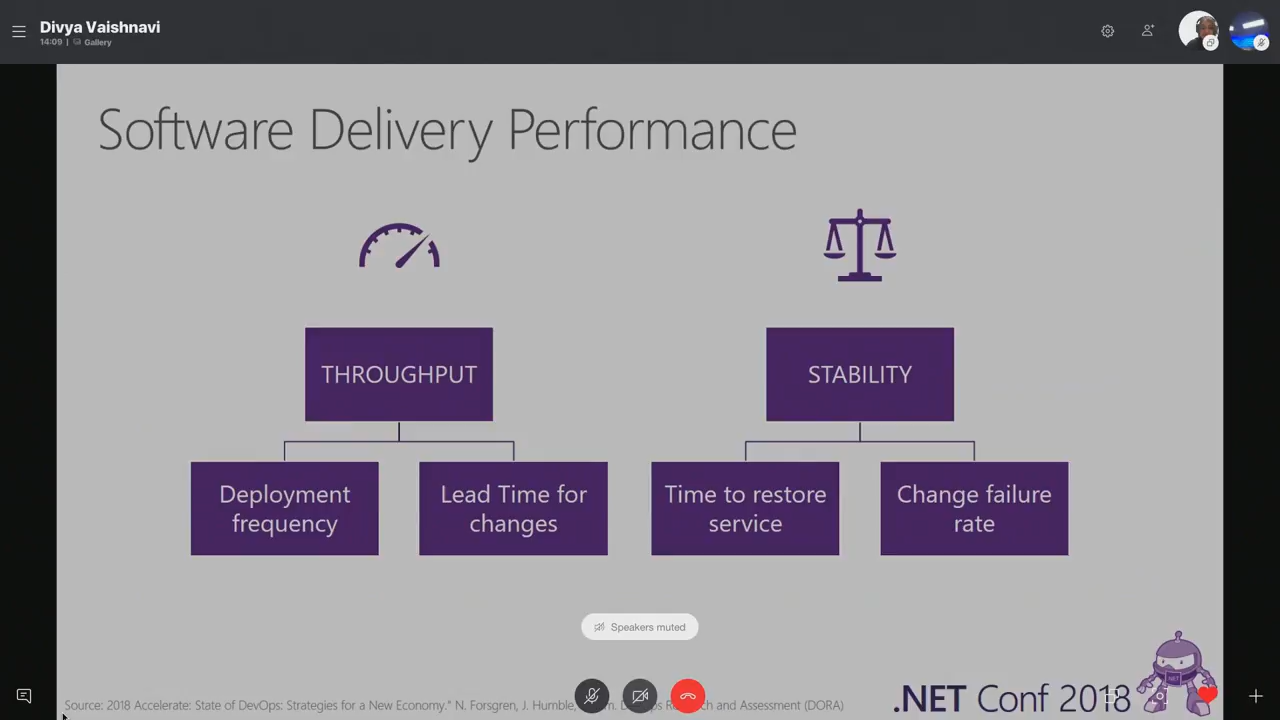 Divya Vaishnavi
14:09 | Gallery
Software Delivery Performance
THROUGHPUT
STABILITY
Deployment
frequency
Lead Time for
changes
Time to restore
service
Change failure
rate
Speakers muted
Source: 2018 Accelerate: State of DevOps: Strategies for a New Economy." N. Forsgren, J. Humble, and Assessment (DORA)
.NET Conf 2018
.NET